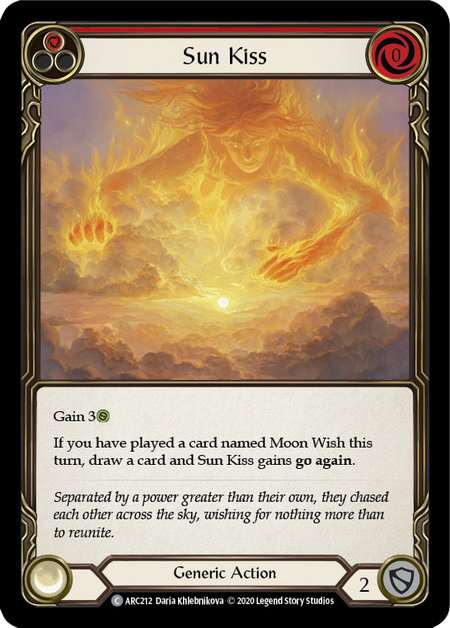 Sun Kiss
0
Gain 3
If you have played a card named Moon Wish this
turn, draw a card and Sun Kiss gains go again.
Separated by a power greater than their own, they chased
each other across the sky, wishing for nothing more than
to reunite.
Generic Action
2
C ARC212 Daria Khlebnikova © 2020 Legend Story Studios